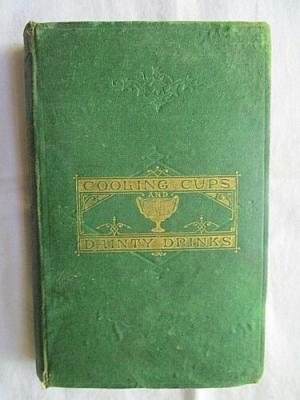 COOLING CUPS
AND
DAINTY DRINKS